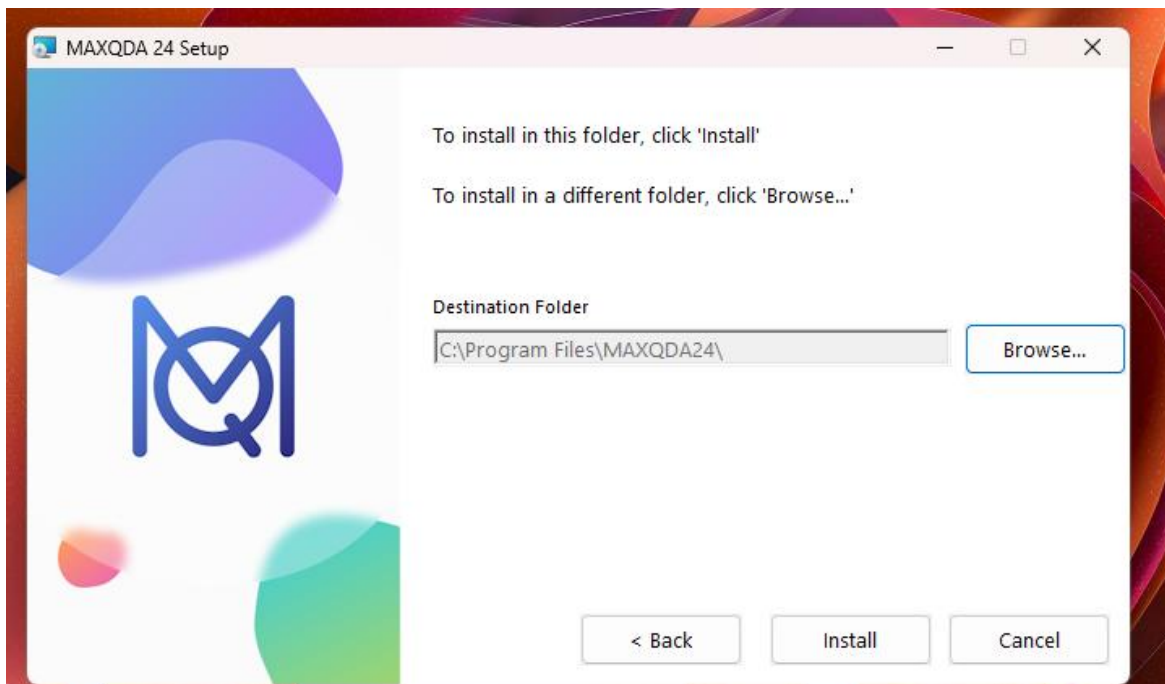 MAXQDA 24 Setup
To install in this folder, click 'Install'
To install in a different folder, click 'Browse...'
Destination Folder
C:\Program Files\MAXQDA24\
Browse...
< Back
Install
Cancel